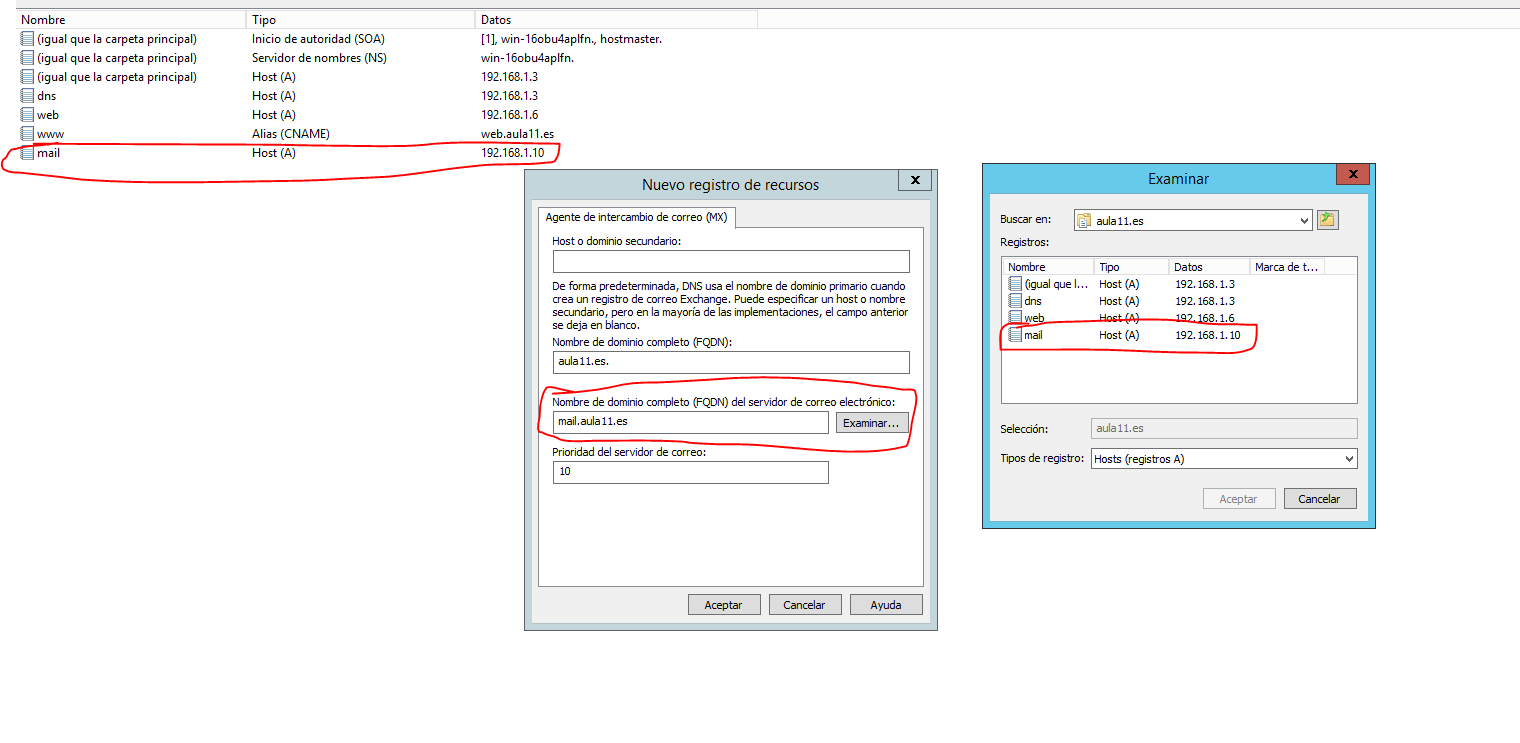 Nombre Tipo Datos
(igual que la carpeta principal) Inicio de autoridad (SOA) [1], win-16obu4aplfn., hostmaster.
(igual que la carpeta principal) Servidor de nombres (NS) win-16obu4aplfn.
(igual que la carpeta principal) Host (A) 192.168.1.3
dns Host (A) 192.168.1.3
web Host (A) 192.168.1.6
www Alias (CNAME) web.aula11.es
mail Host (A) 192.168.1.10
Nuevo registro de recursos x
Agente de intercambio de correo (MX)
Host o dominio secundario:
De forma predeterminada, DNS usa el nombre de dominio primario cuando
crea un registro de correo Exchange. Puede especificar un host o nombre
secundario, pero en la mayoría de las implementaciones, el campo anterior
se deja en blanco.
Nombre de dominio completo (FQDN):
aula11.es.
Nombre de dominio completo (FQDN) del servidor de correo electrónico:
mail.aula11.es Examinar...
Prioridad del servidor de correo:
10
Aceptar Cancelar Ayuda
Examinar x
Buscar en: aula11.es
Registros:
Nombre Tipo Datos Marca de t...
(igual que l... Host (A) 192.168.1.3
dns Host (A) 192.168.1.3
web Host (A) 192.168.1.6
mail Host (A) 192.168.1.10
Selección: aula11.es
Tipos de registro: Hosts (registros A)
Aceptar Cancelar